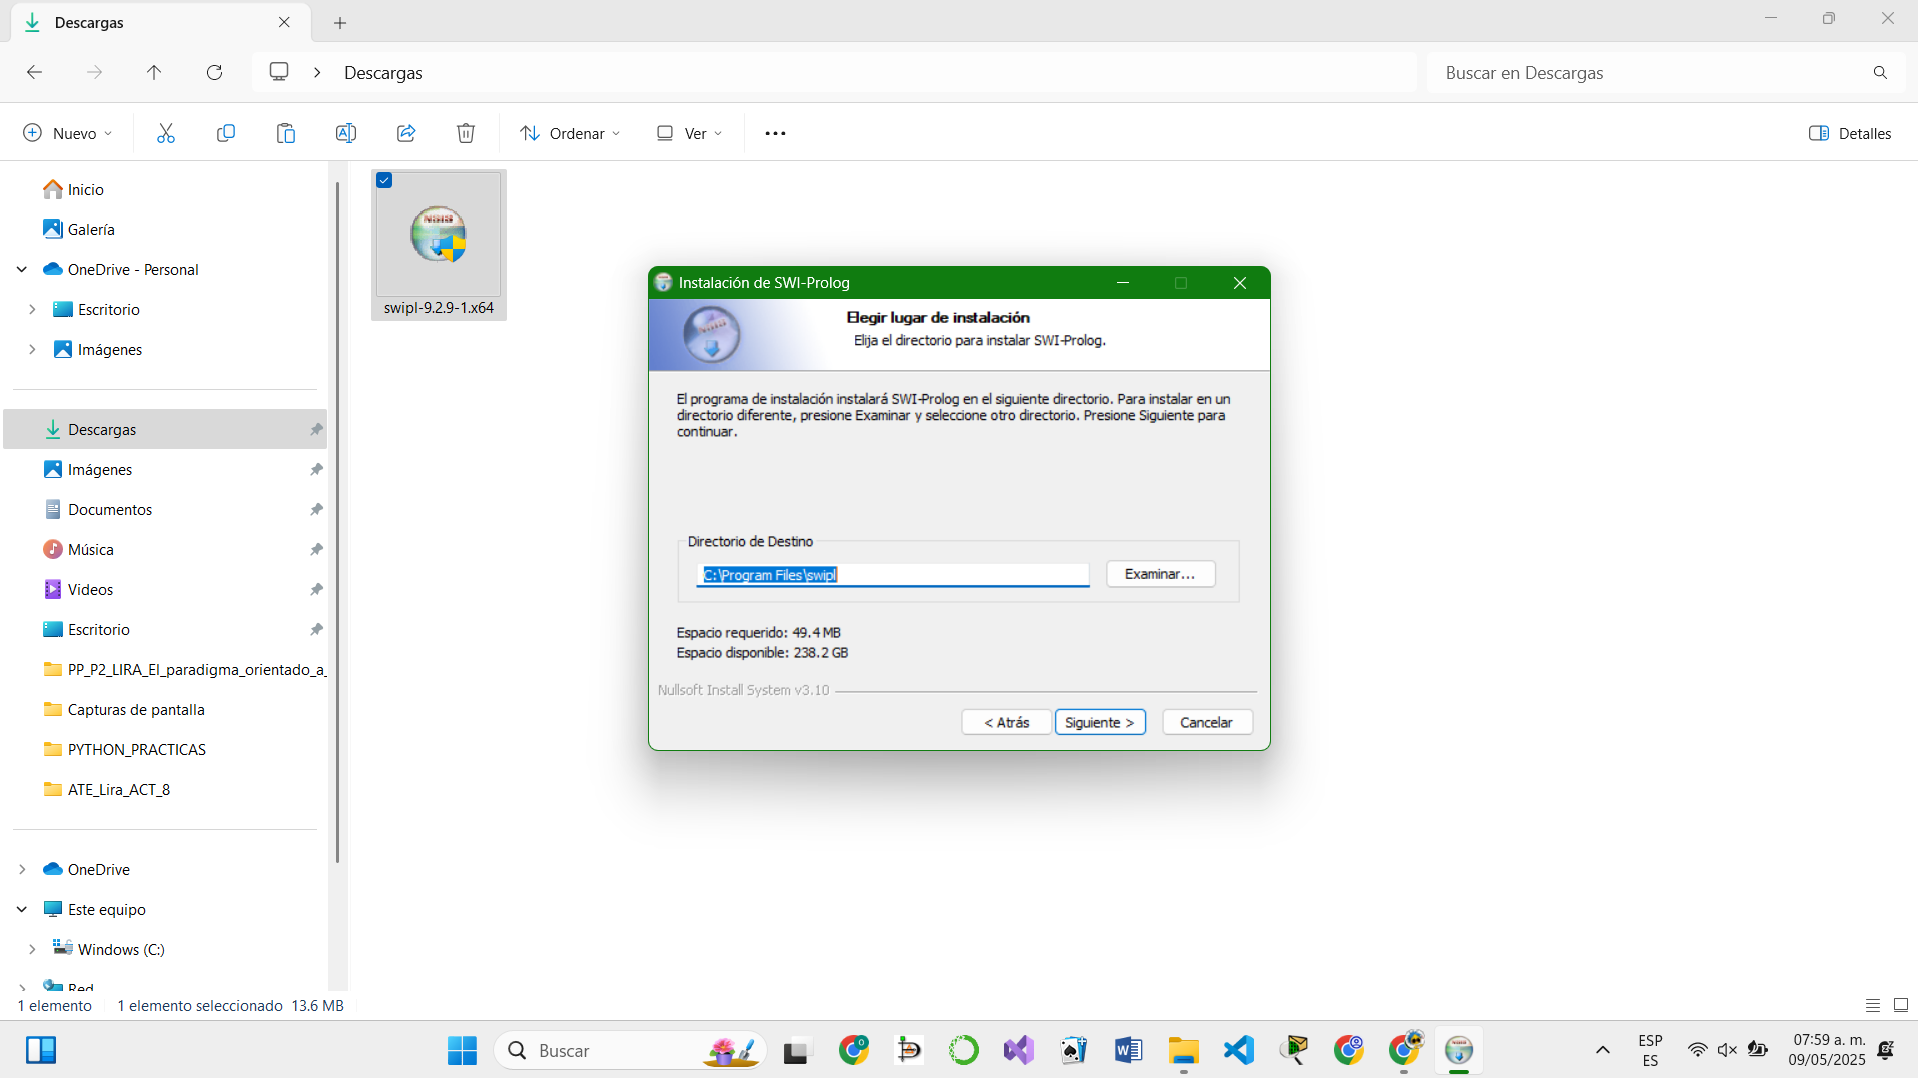 Descargas
Descargas
Buscar en Descargas
Nuevo
Ordenar
Ver
Detalles
Inicio
Galería
OneDrive - Personal
Escritorio
Imágenes
Descargas
Imágenes
Documentos
Música
Videos
Escritorio
PP_P2_LIRA_El_paradigma_orientado_a_
Capturas de pantalla
PYTHON_PRACTICAS
ATE_Lira_ACT_8
OneDrive
Este equipo
Windows (C:)
Red
1 elemento
1 elemento seleccionado 13.6 MB
NSIS
swipl-9.2.9-1.x64
Instalación de SWI-Prolog
Elegir lugar de instalación
Elija el directorio para instalar SWI-Prolog.
El programa de instalación instalará SWI-Prolog en el siguiente directorio. Para instalar en un
directorio diferente, presione Examinar y seleccione otro directorio. Presione Siguiente para
continuar.
Directorio de Destino
C:\Program Files\swipl
Examinar...
Espacio requerido: 49.4 MB
Espacio disponible: 238.2 GB
Nullsoft Install System v3.10
< Atrás
Siguiente >
Cancelar
Buscar
ESP
ES
07:59 a. m.
09/05/2025